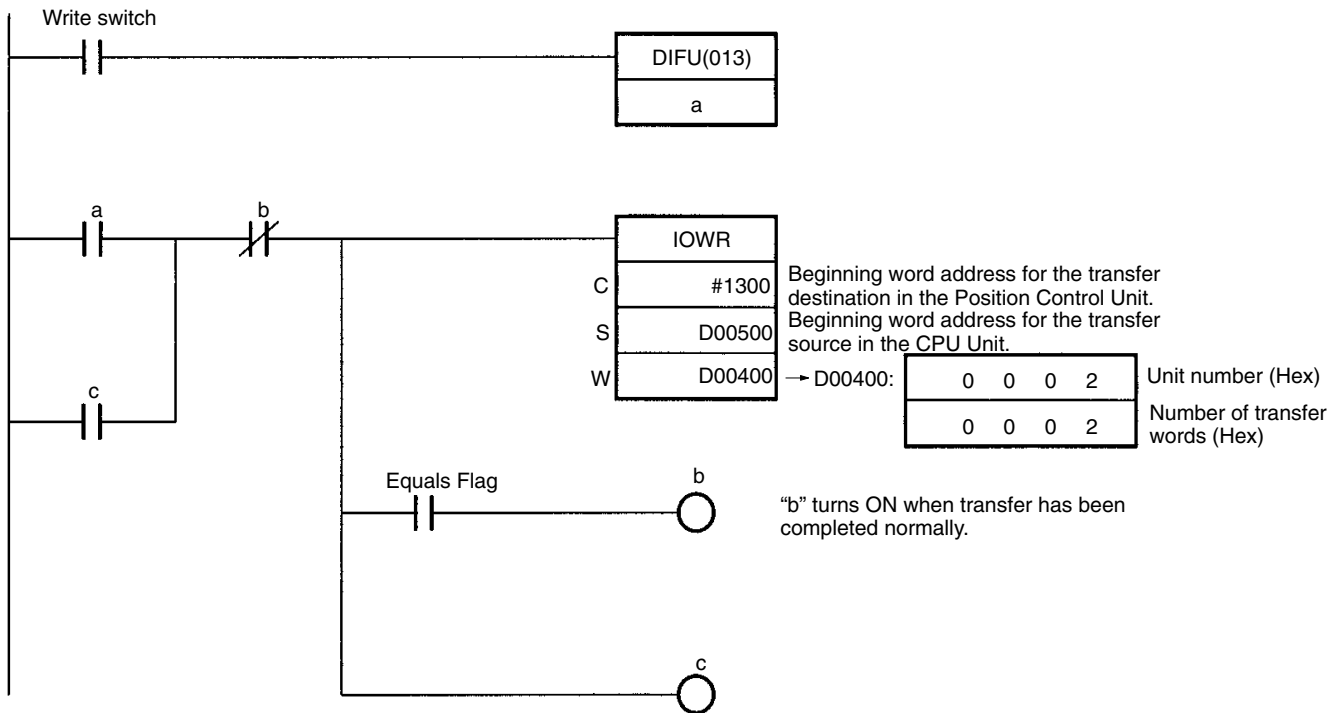 Write switch
DIFU(013)
a
a
b
IOWR
C
#1300
Beginning word address for the transfer
destination in the Position Control Unit.
S
D00500
Beginning word address for the transfer
source in the CPU Unit.
W
D00400
D00400:
0 0 0 2
Unit number (Hex)
0 0 0 2
Number of transfer
words (Hex)
c
Equals Flag
b
“b” turns ON when transfer has been
completed normally.
c